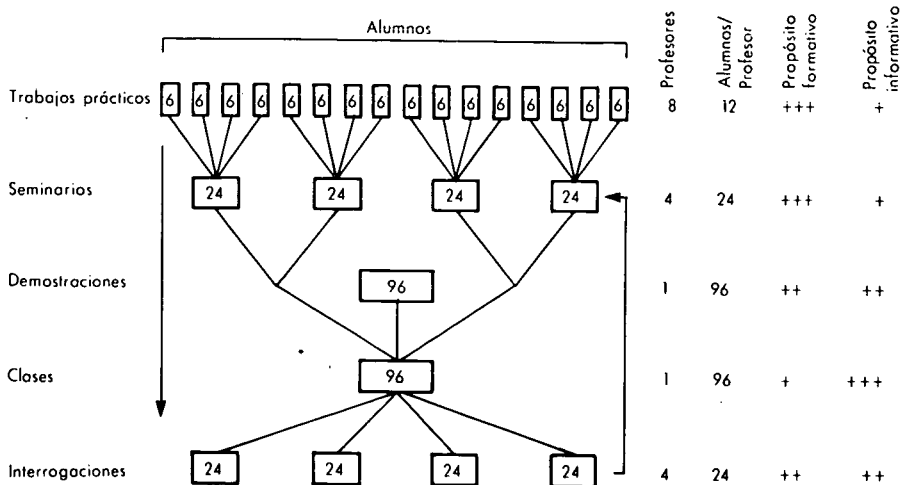 Alumnos
Profesores
Alumnos/
Profesor
Propósito
formativo
Propósito
informativo
Trabajos prácticos 6 6 6 6 6 6 6 6 6 6 6 6 6 6 6 6 8 12 +++ +
Seminarios 24 24 24 24 4 24 +++ +
Demostraciones 96 1 96 ++ ++
Clases 96 1 96 + +++
Interrogaciones 24 24 24 24 4 24 ++ ++